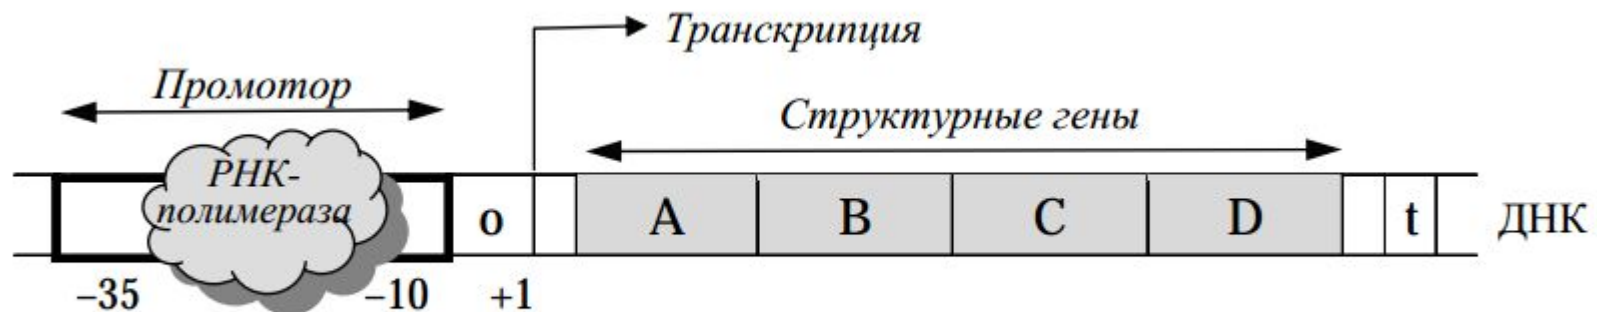 Транскрипция
Промотор
Структурные гены
РНК-
полимераза
o
A
B
C
D
t
ДНК
–35
–10
+1